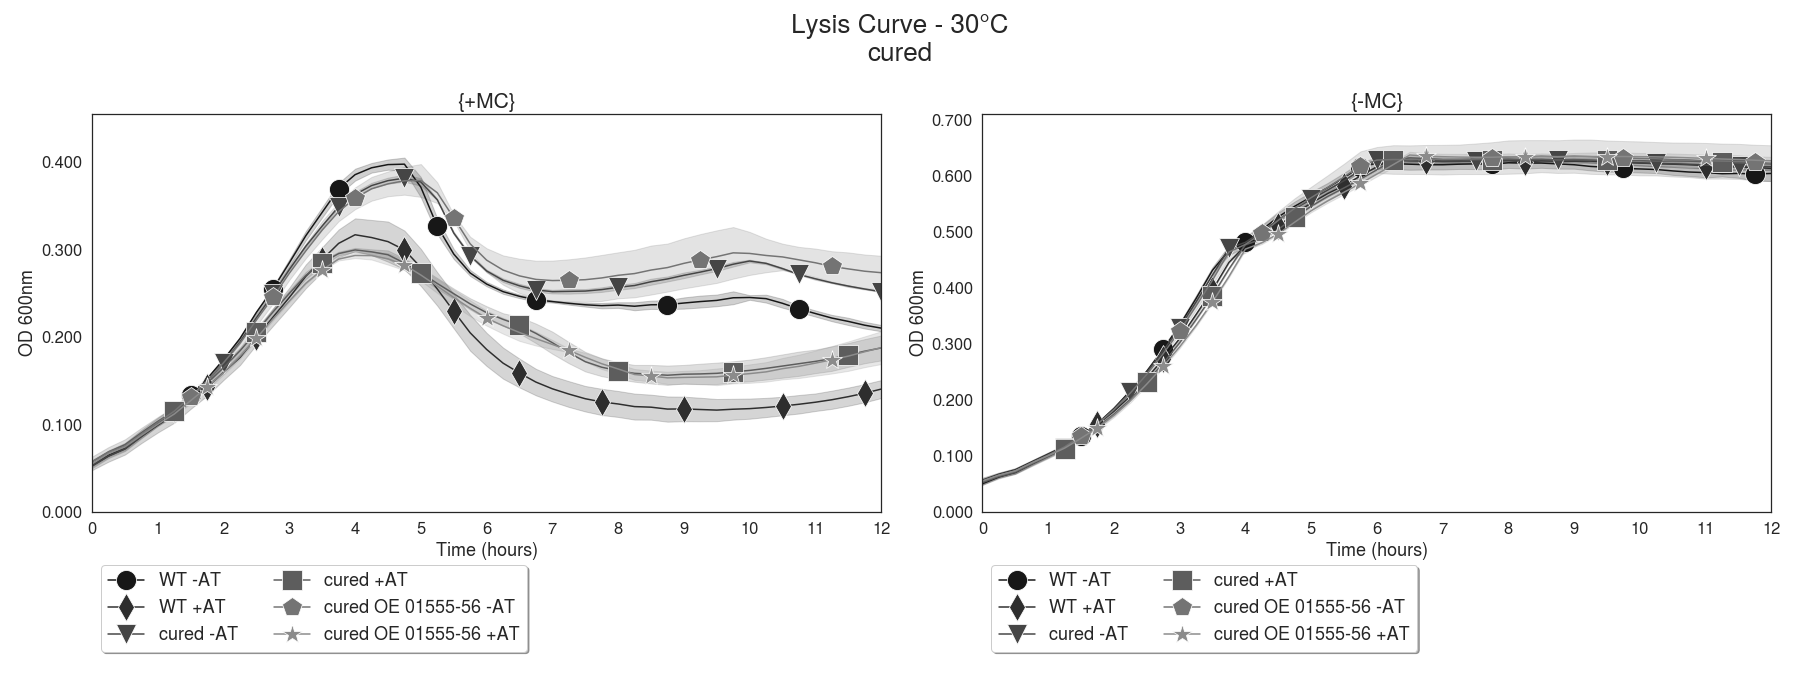 Lysis Curve - 30°C
cured
{+MC}
OD 600nm
0.400
0.300
0.200
0.100
0.000
0 1 2 3 4 5 6 7 8 9 10 11 12
Time (hours)
WT -AT
WT +AT
cured -AT
cured +AT
cured OE 01555-56 -AT
cured OE 01555-56 +AT
{-MC}
OD 600nm
0.700
0.600
0.500
0.400
0.300
0.200
0.100
0.000
0 1 2 3 4 5 6 7 8 9 10 11 12
Time (hours)
WT -AT
WT +AT
cured -AT
cured +AT
cured OE 01555-56 -AT
cured OE 01555-56 +AT